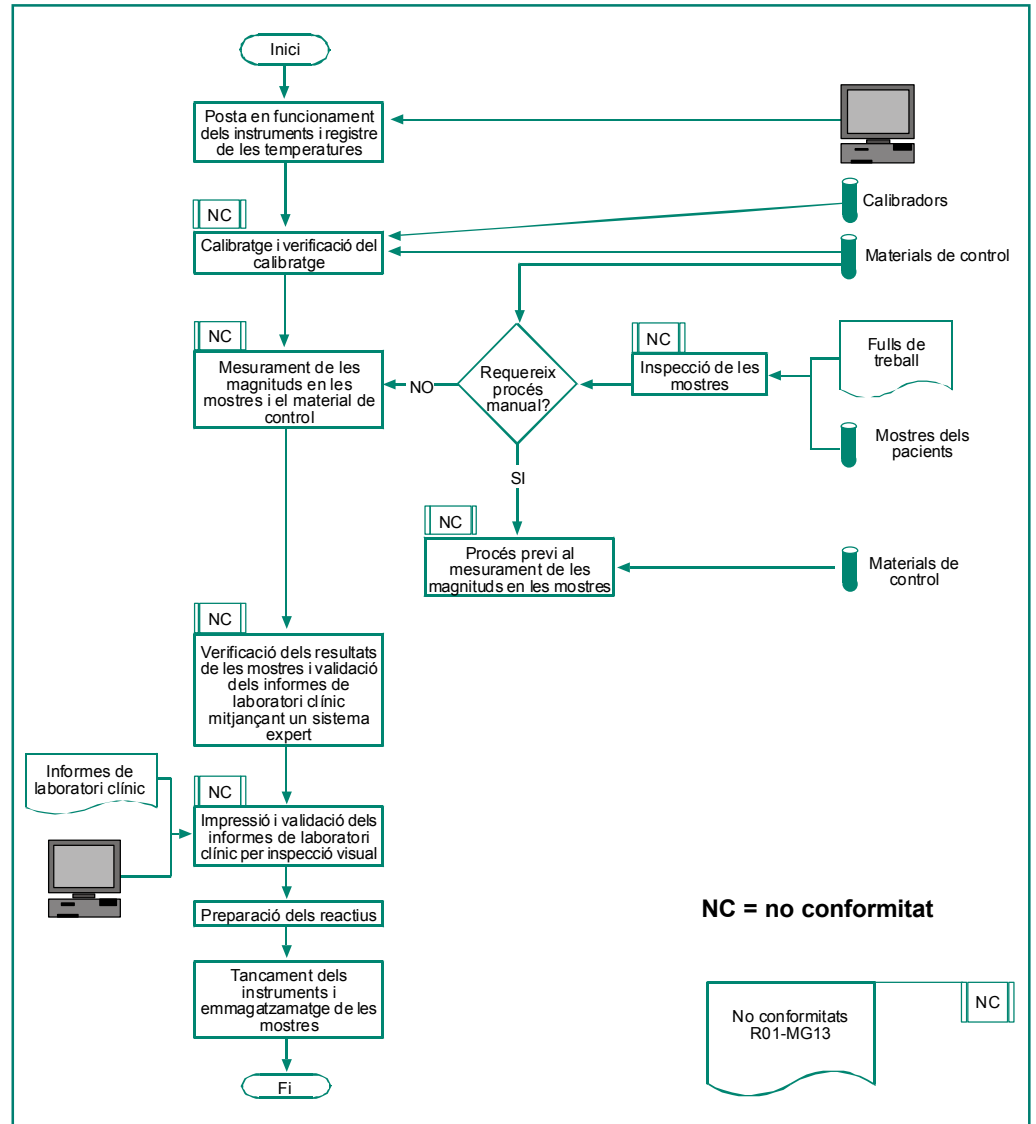 Inici
Posta en funcionament
dels instruments i registre
de les temperatures
NC
Calibradors
Calibratge i verificació del
calibratge
Materials de control
NC
Mesurament de les
magnituds en les
mostres i el material de
control
NO
Requereix
procés
manual?
NC
Inspecció de les
mostres
Fulls de
treball
Mostres dels
pacients
SI
NC
Procés previ al
mesurament de les
magnituds en les mostres
Materials de
control
NC
Verificació dels resultats
de les mostres i validació
dels informes de
laboratori clínic
mitjançant un sistema
expert
Informes de
laboratori clínic
NC
Impressió i validació dels
informes de laboratori
clínic per inspecció visual
Preparació dels reactius
NC = no conformitat
Tancament dels
instruments i
emmagatzamatge de les
mostres
No conformitats
R01-MG13
NC
Fi